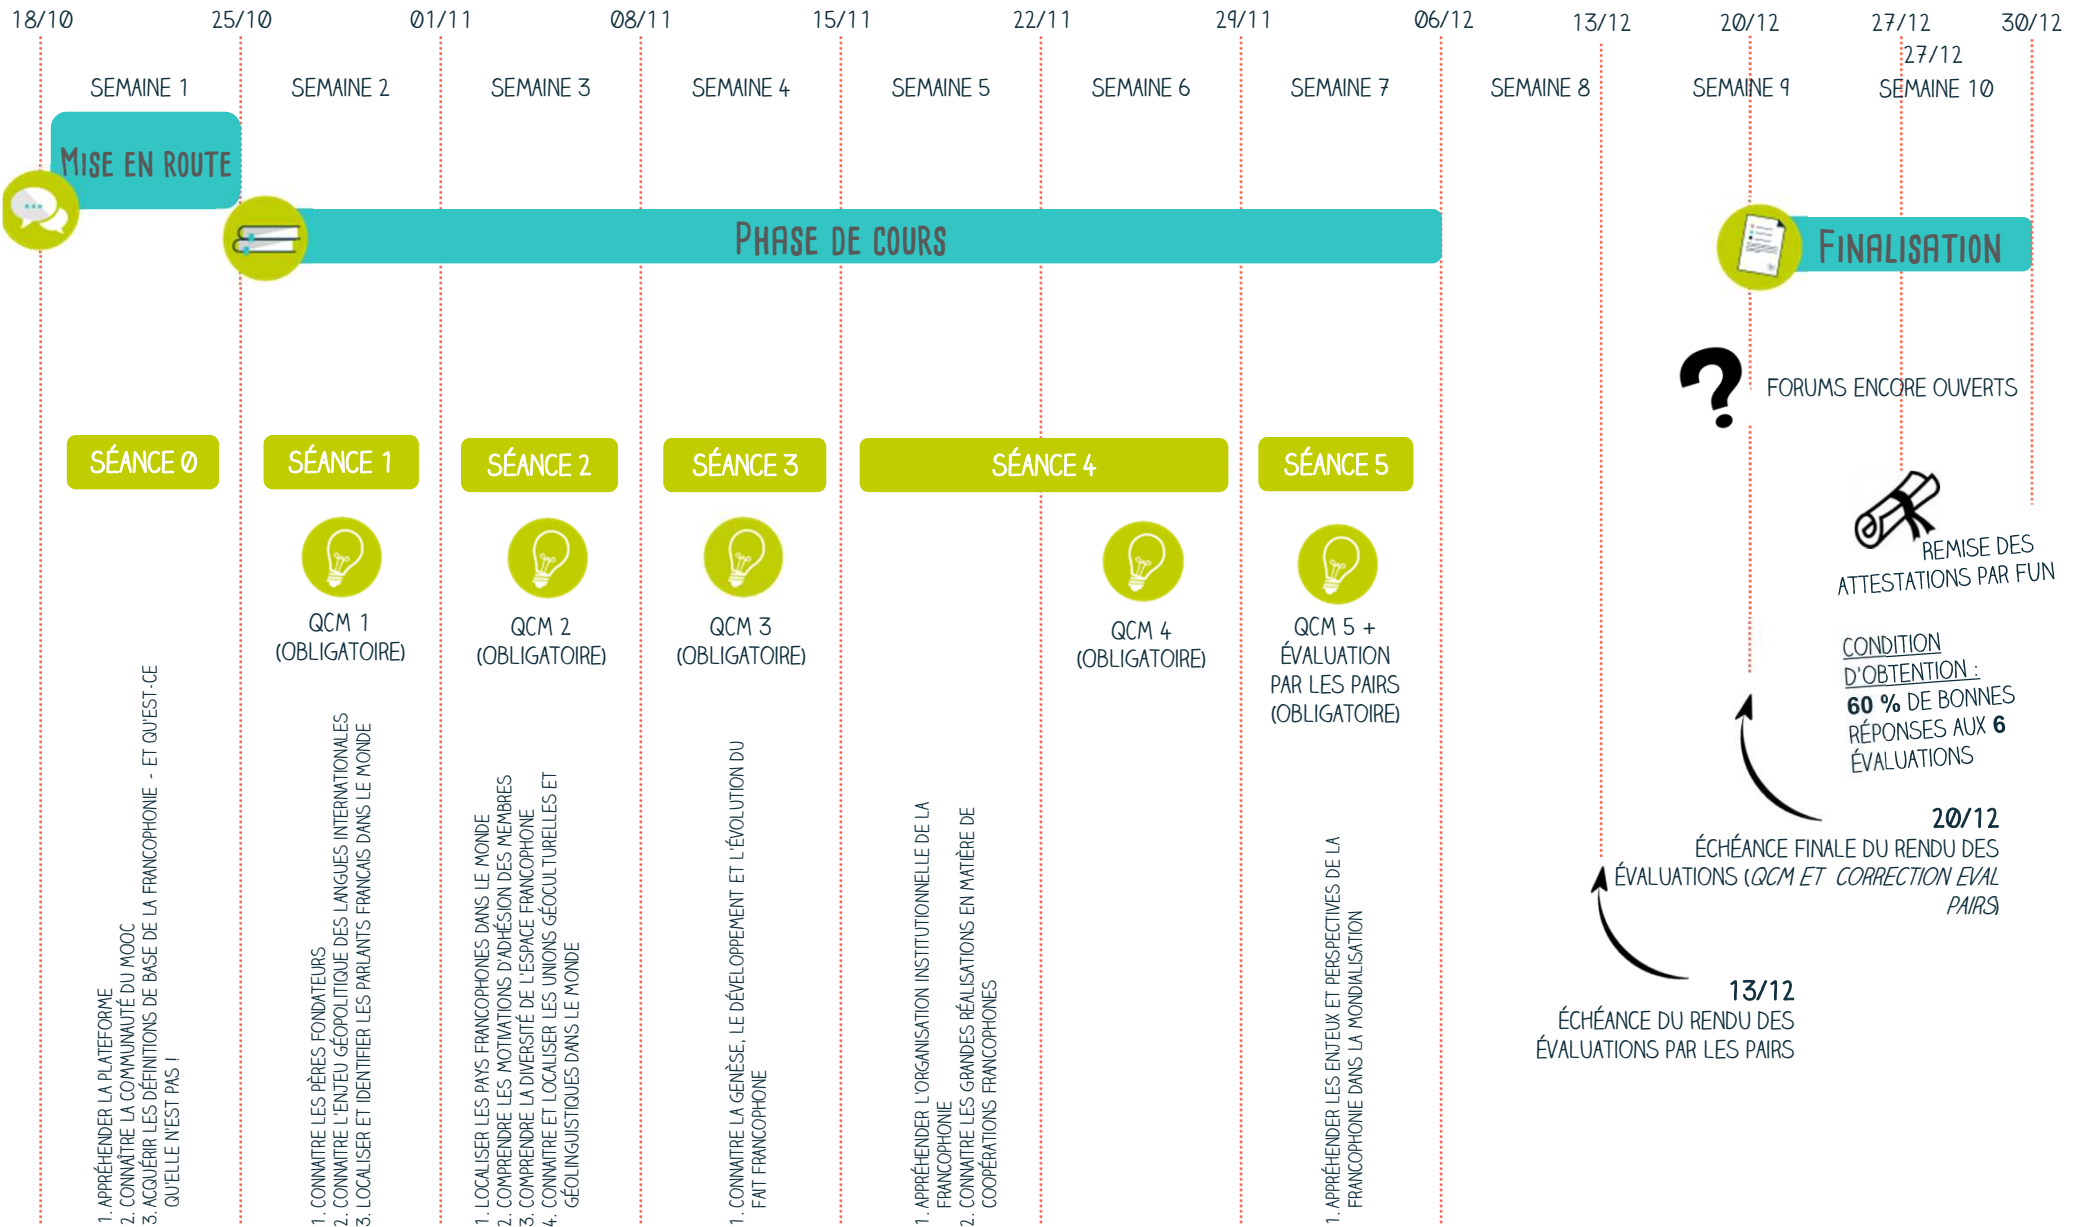 18/10
25/10
01/11
08/11
15/11
22/11
29/11
06/12
13/12
20/12
27/12
30/12
27/12
SEMAINE 1
SEMAINE 2
SEMAINE 3
SEMAINE 4
SEMAINE 5
SEMAINE 6
SEMAINE 7
SEMAINE 8
SEMAINE 9
SEMAINE 10
MISE EN ROUTE
PHASE DE COURS
FINALISATION
?
FORUMS ENCORE OUVERTS
SÉANCE 0
SÉANCE 1
SÉANCE 2
SÉANCE 3
SÉANCE 4
SÉANCE 5
QCM 1
(OBLIGATOIRE)
QCM 2
(OBLIGATOIRE)
QCM 3
(OBLIGATOIRE)
QCM 4
(OBLIGATOIRE)
QCM 5 +
ÉVALUATION
PAR LES PAIRS
(OBLIGATOIRE)
REMISE DES
ATTESTATIONS PAR FUN
CONDITION
D'OBTENTION :
60 % DE BONNES
RÉPONSES AUX 6
ÉVALUATIONS
1. APPRÉHENDER LA PLATEFORME
2. CONNAÎTRE LA COMMUNAUTÉ DU MOOC
3. ACQUÉRIR LES DÉFINITIONS DE BASE DE LA FRANCOPHONIE - ET QU'EST-CE
QU'ELLE N'EST PAS !
1. CONNAITRE LES PÈRES FONDATEURS
2. CONNAITRE L'ENJEU GÉOPOLITIQUE DES LANGUES INTERNATIONALES
3. LOCALISER ET IDENTIFIER LES PARLANTS FRANCAIS DANS LE MONDE
1. LOCALISER LES PAYS FRANCOPHONES DANS LE MONDE
2. COMPRENDRE LES MOTIVATIONS D'ADHÉSION DES MEMBRES
3. COMPRENDRE LA DIVERSITÉ DE L'ESPACE FRANCOPHONE
4. CONNAITRE ET LOCALISER LES UNIONS GÉOCULTURELLES ET
GÉOLINGUISTIQUES DANS LE MONDE
1. CONNAITRE LA GENÈSE, LE DÉVELOPPEMENT ET L'ÉVOLUTION DU
FAIT FRANCOPHONE
1. APPRÉHENDER L'ORGANISATION INSTITUTIONNELLE DE LA
FRANCOPHONIE
2. CONNAITRE LES GRANDES RÉALISATIONS EN MATIÈRE DE
COOPÉRATIONS FRANCOPHONES
1. APPRÉHENDER LES ENJEUX ET PERSPECTIVES DE LA
FRANCOPHONIE DANS LA MONDIALISATION
20/12
ÉCHÉANCE FINALE DU RENDU DES
ÉVALUATIONS (QCM ET CORRECTION EVAL
PAIRS)
13/12
ÉCHÉANCE DU RENDU DES
ÉVALUATIONS PAR LES PAIRS